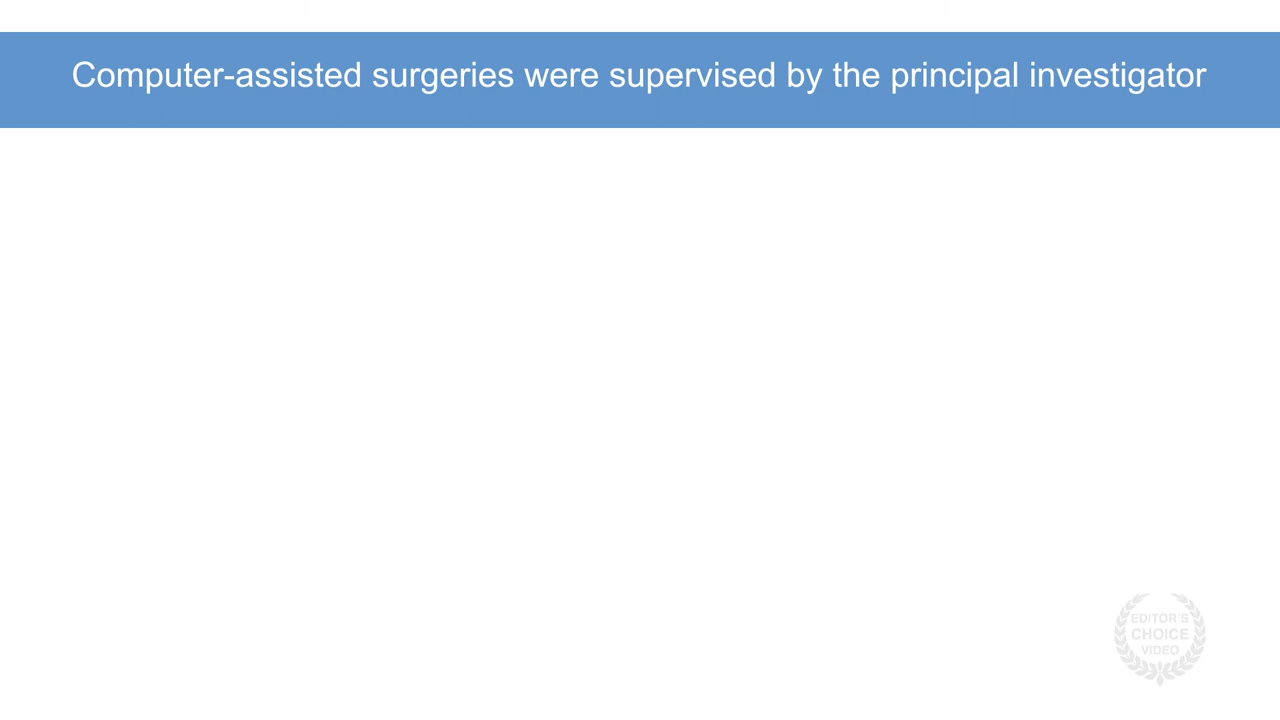 Computer-assisted surgeries were supervised by the principal investigator
EDITOR'S
CHOICE
VIDEO